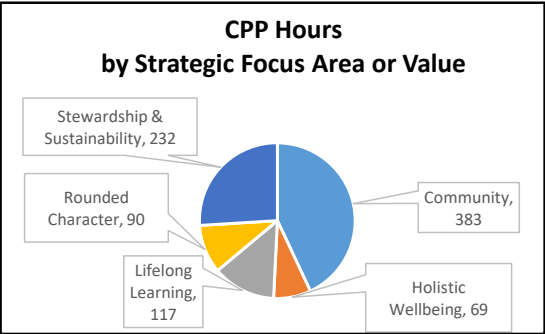 CPP Hours
by Strategic Focus Area or Value
Stewardship &
Sustainability, 232
Community,
383
Rounded
Character, 90
Lifelong
Learning,
117
Holistic
Wellbeing, 69